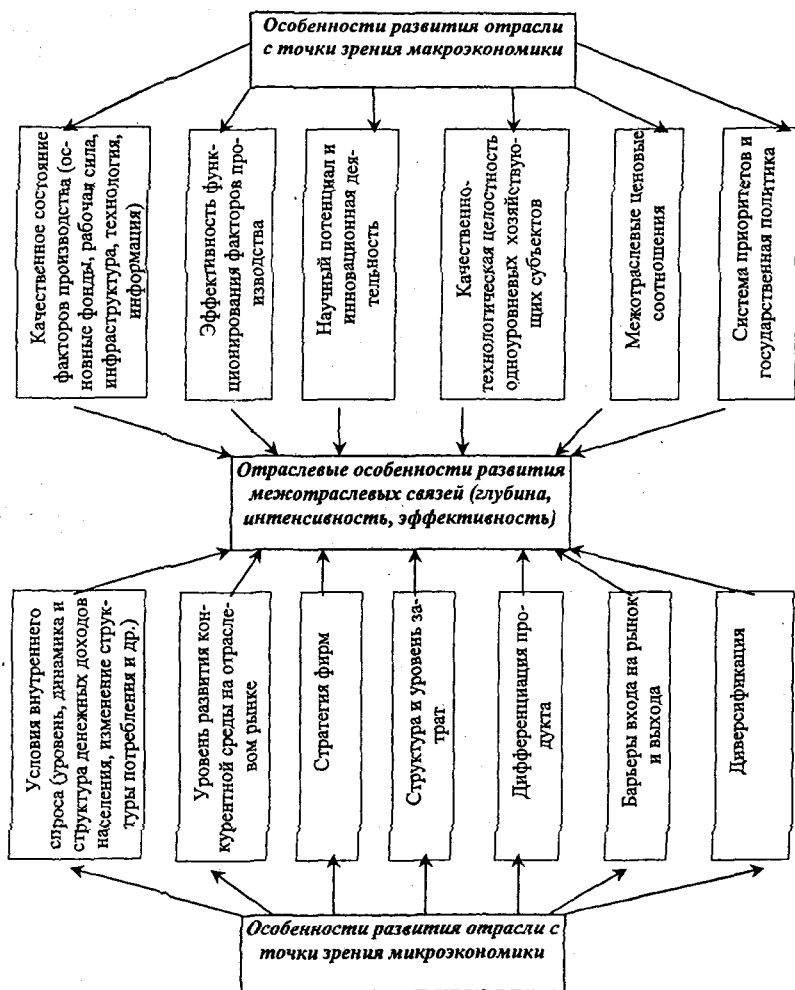 Особенности развития отрасли
с точки зрения макроэкономики
Качественное состояние
факторов производства (ос-
новные фонды, рабочая сила,
инфраструктура, технология,
информация)
Эффективность функ-
ционирования факторов про-
изводства
Научный потенциал и
инновационная дея-
тельность
Качественно-
технологическая целостность
одноуровневых хозяйствую-
щих субъектов
Межотраслевые ценовые
соотношения
Система приоритетов и
государственная политика
Отраслевые особенности развития
межотраслевых связей (глубина,
интенсивность, эффективность)
Условия внутреннего
спроса (уровень, динамика и
структура денежных доходов
населения, изменение струк-
туры потребления и др.)
Уровень развития кон-
курентной среды на отрасле-
вом рынке
Стратегия фирм
Структура и уровень за-
трат
Дифференциация про-
дукта
Барьеры входа на рынок
и выхода
Диверсификация
Особенности развития отрасли с
точки зрения микроэкономики